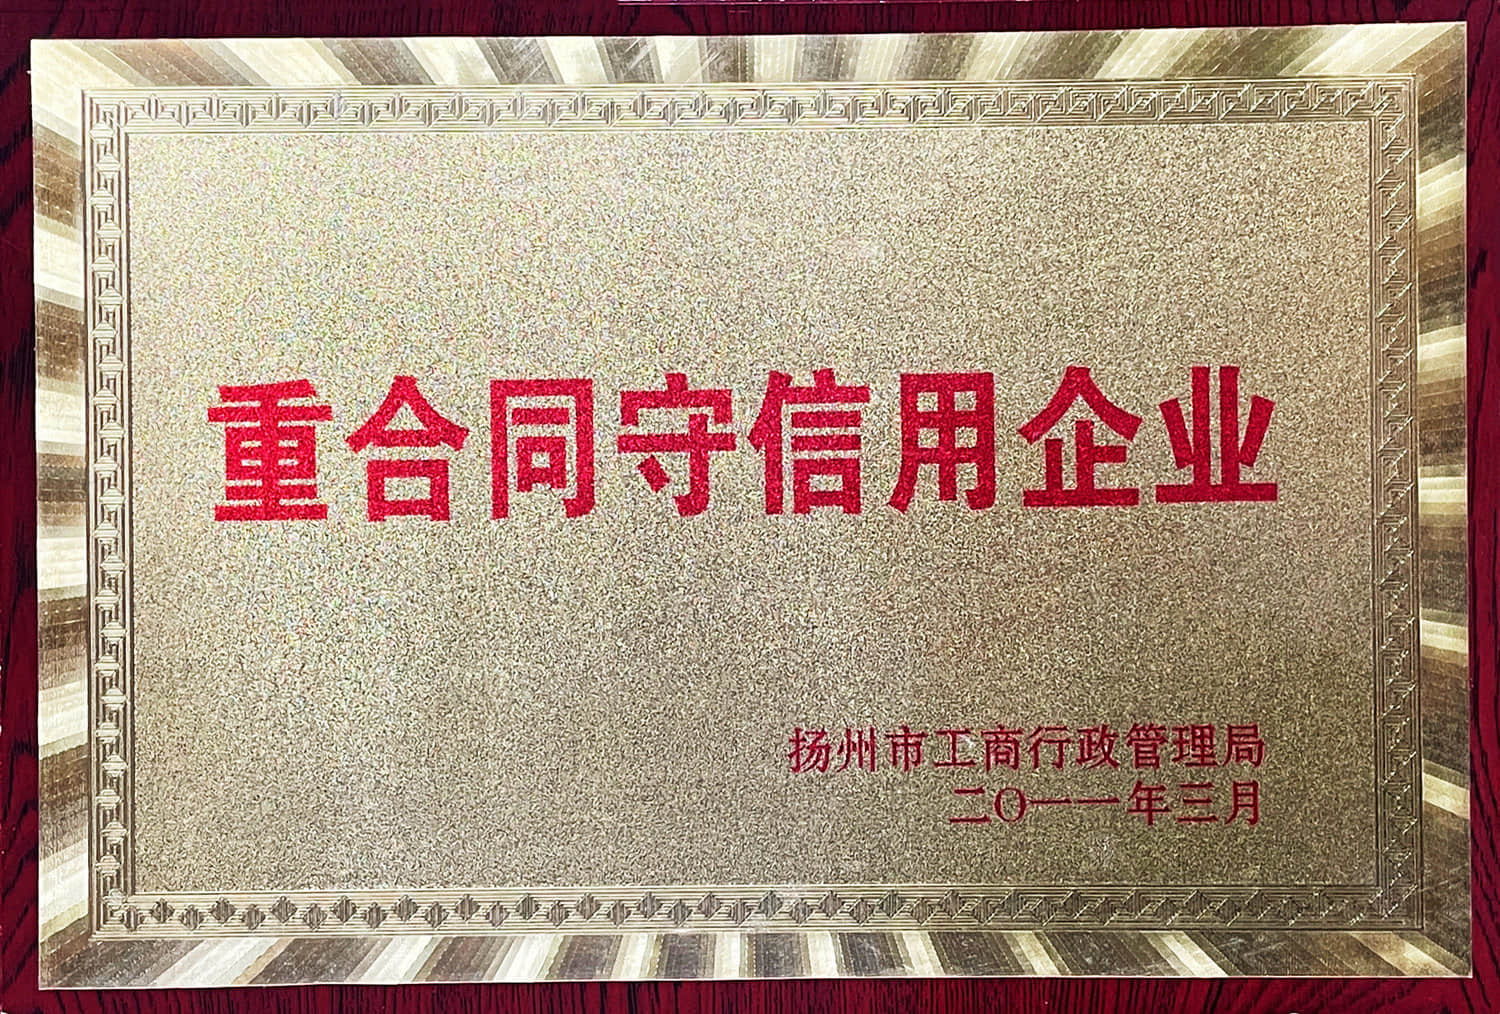 重合同守信用企业
扬州市工商行政管理局
二〇一一年三月